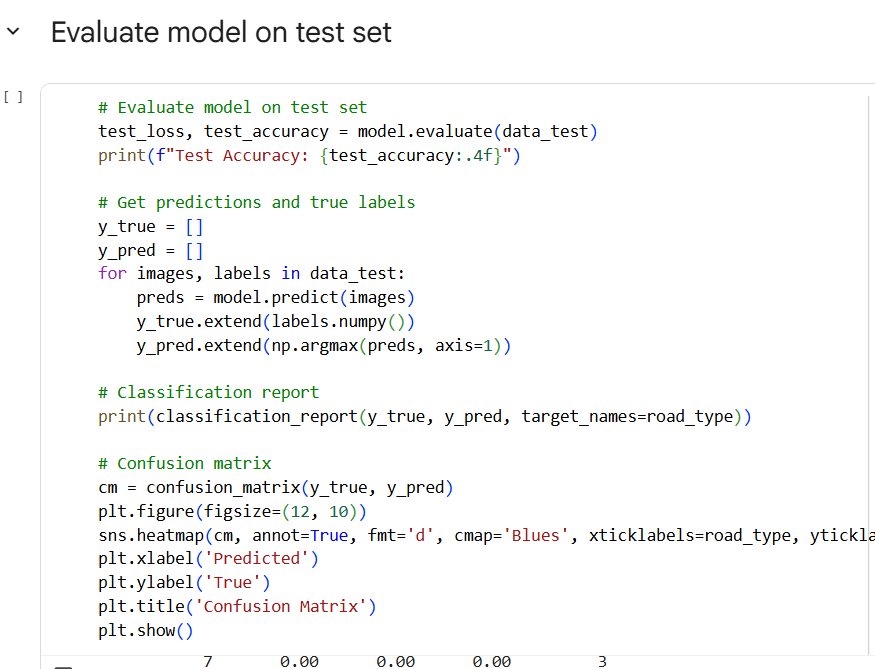 Evaluate model on test set
[ ]
# Evaluate model on test set
test_loss, test_accuracy = model.evaluate(data_test)
print(f"Test Accuracy: {test_accuracy:.4f}")
# Get predictions and true labels
y_true = []
y_pred = []
for images, labels in data_test:
    preds = model.predict(images)
    y_true.extend(labels.numpy())
    y_pred.extend(np.argmax(preds, axis=1))
# Classification report
print(classification_report(y_true, y_pred, target_names=road_type))
# Confusion matrix
cm = confusion_matrix(y_true, y_pred)
plt.figure(figsize=(12, 10))
sns.heatmap(cm, annot=True, fmt='d', cmap='Blues', xticklabels=road_type, ytickla
plt.xlabel('Predicted')
plt.ylabel('True')
plt.title('Confusion Matrix')
plt.show()
7 0.00 0.00 0.00 3